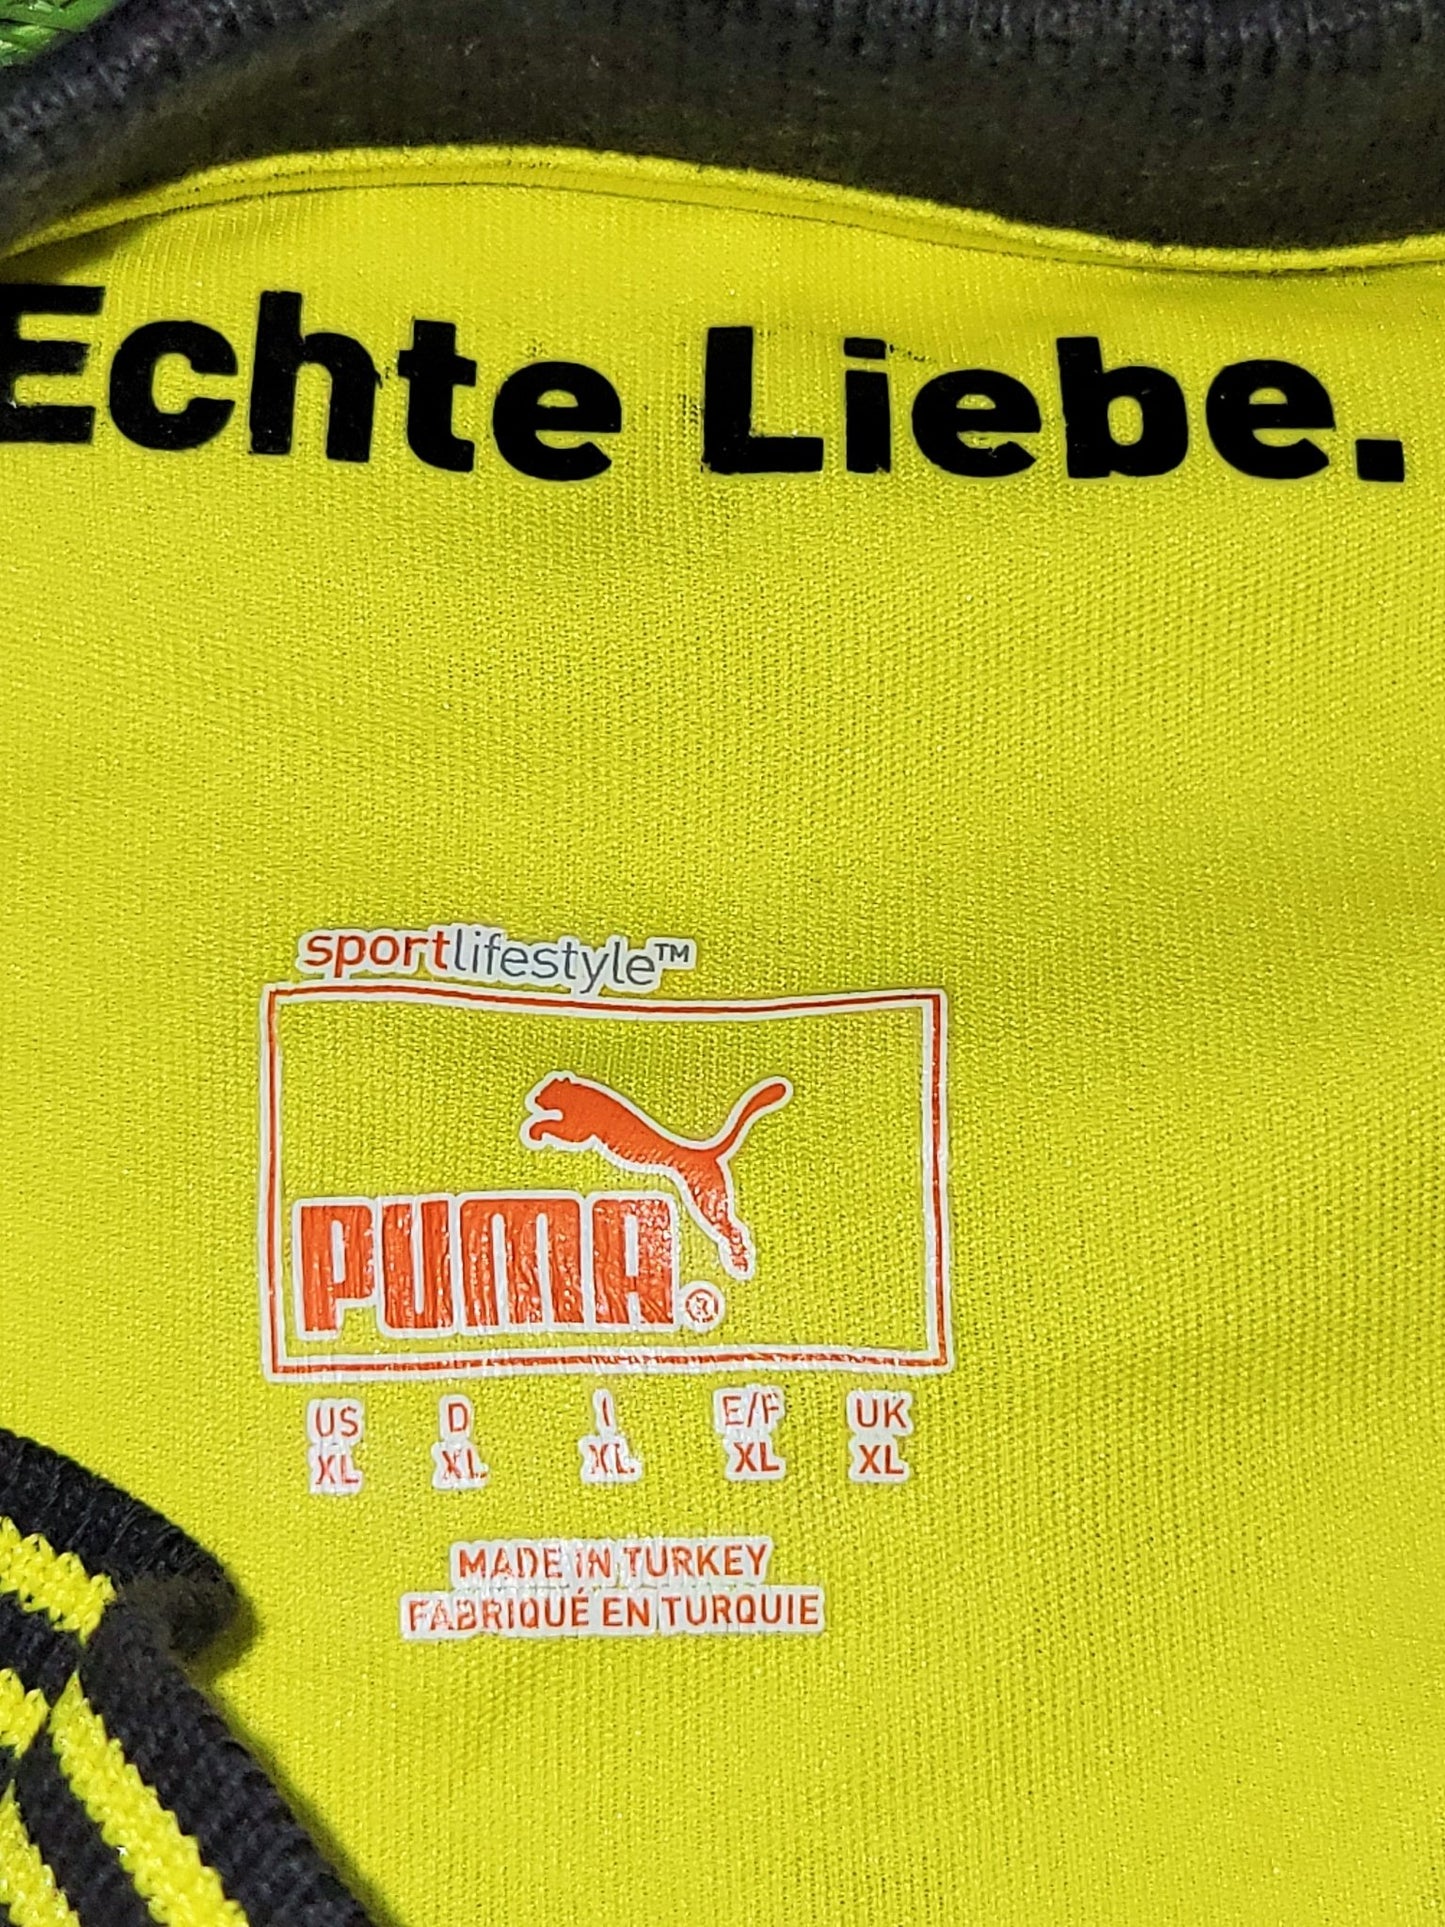 Echte Liebe.
sportlifestyle™
PUMA®
US D I E/F UK
XL XL XL XL XL
MADE IN TURKEY
FABRIQUÉ EN TURQUIE